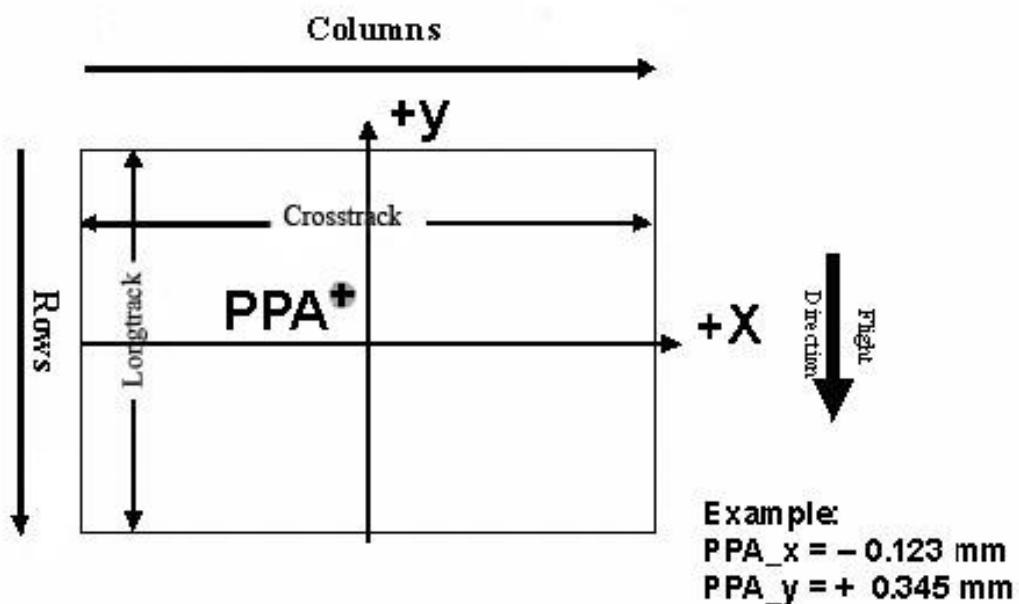 Columns
+y
Crosstrack
Longtrack
Rows
PPA
+X
Flight
Direction
Example:
PPA_x = – 0.123 mm
PPA_y = + 0.345 mm